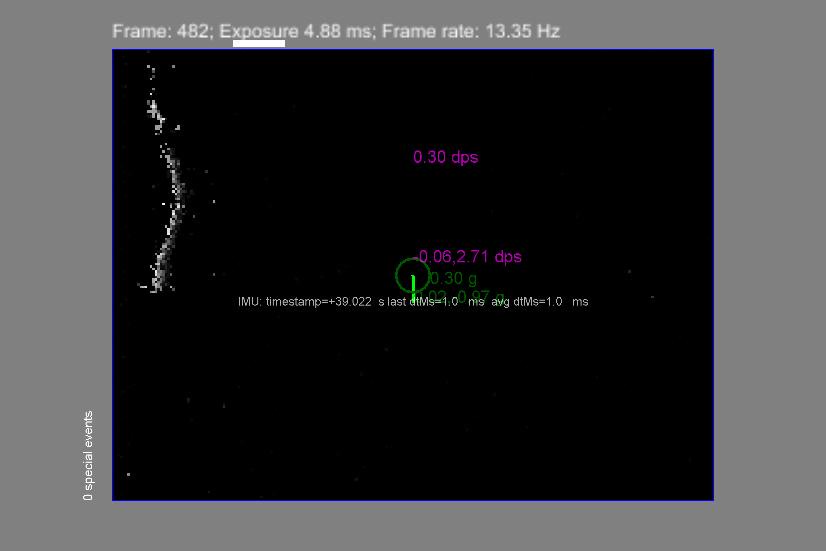 Frame: 482; Exposure 4.88 ms; Frame rate: 13.35 Hz
0.30 dps
-0.06,2.71 dps
0.30 g
IMU: timestamp=+39.022 s last dtMs=1.0 ms avg dtMs=1.0 ms
0 special events